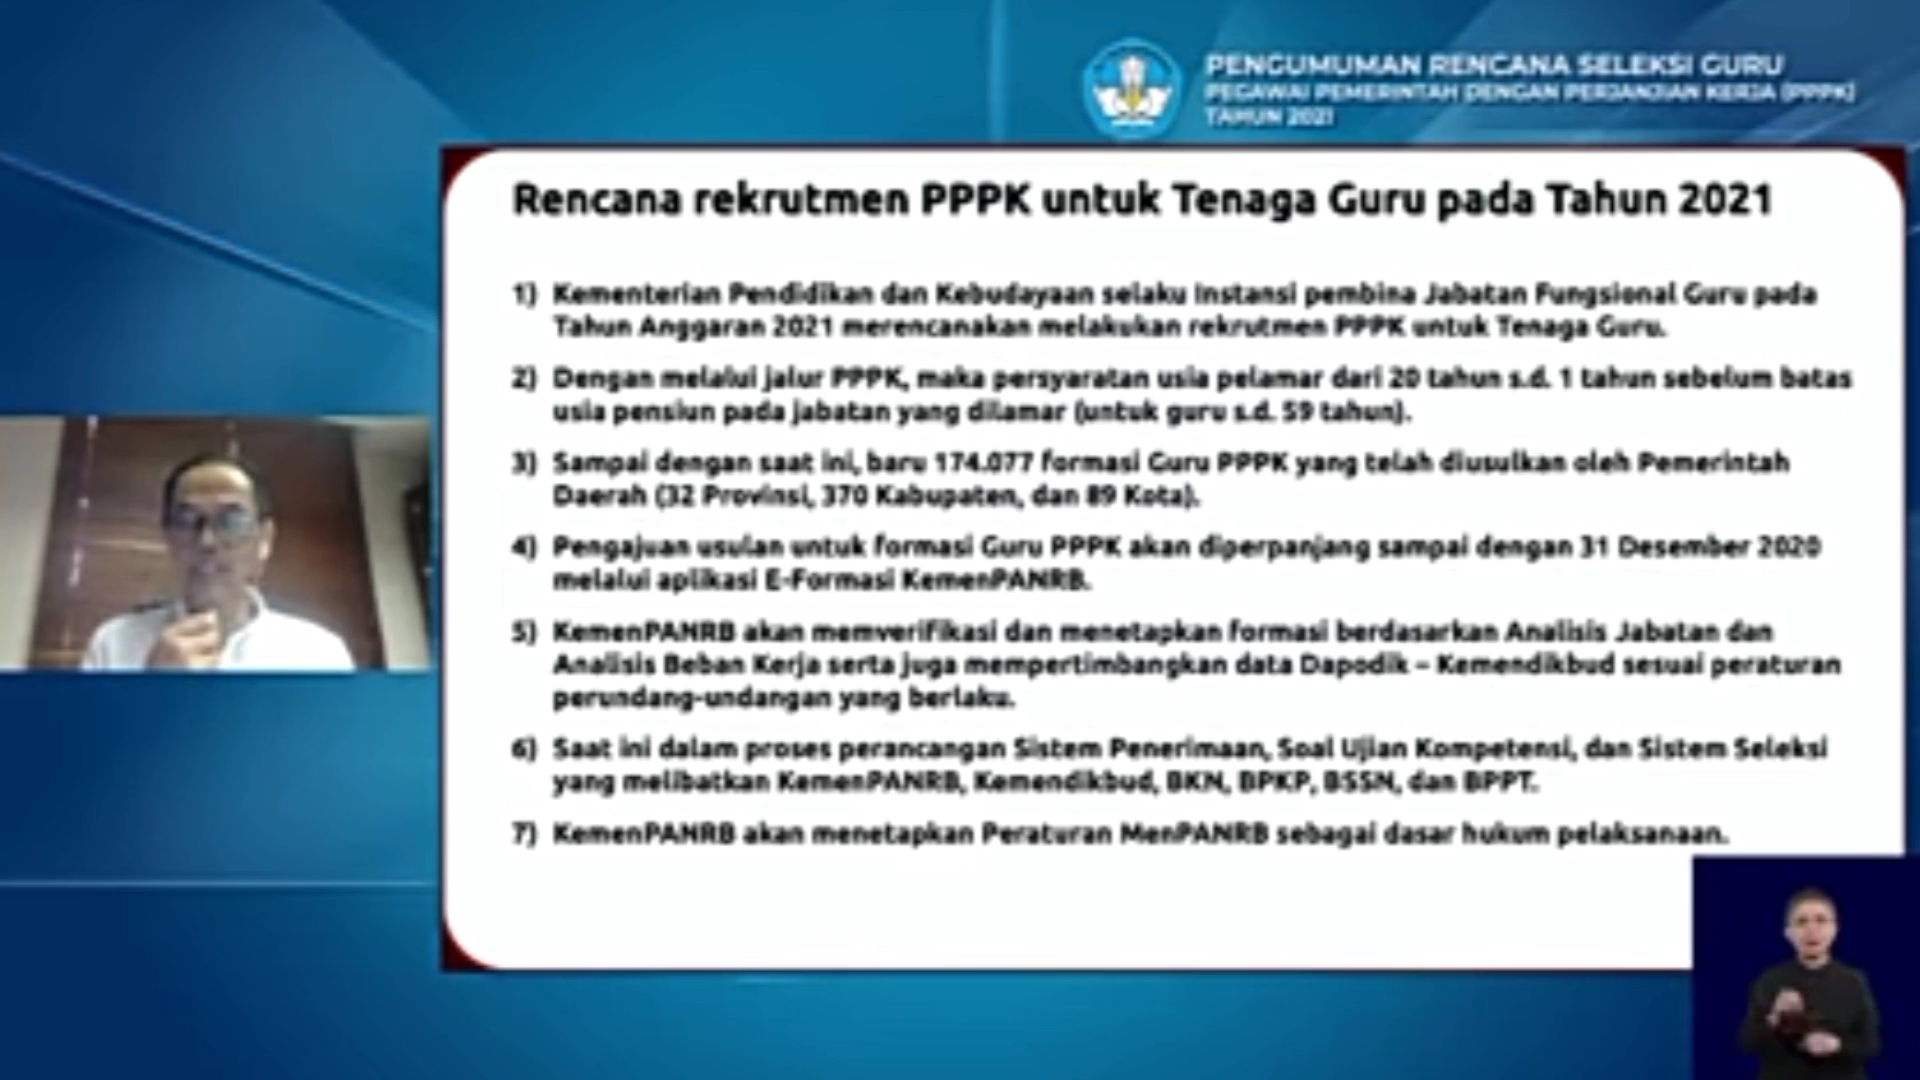 PENGUMUMAN RENCANA SELEKSI GURU
PEGAWAI PEMERINTAH DENGAN PERJANJIAN KERJA (PPPK)
TAHUN 2021
Rencana rekrutmen PPPK untuk Tenaga Guru pada Tahun 2021
1) Kementerian Pendidikan dan Kebudayaan selaku Instansi pembina Jabatan Fungsional Guru pada
Tahun Anggaran 2021 merencanakan melakukan rekrutmen PPPK untuk Tenaga Guru.
2) Dengan melalui jalur PPPK, maka persyaratan usia pelamar dari 20 tahun s.d. 1 tahun sebelum batas
usia pensiun pada jabatan yang dilamar (untuk guru s.d. 59 tahun).
3) Sampai dengan saat ini, baru 174.077 formasi Guru PPPK yang telah diusulkan oleh Pemerintah
Daerah (32 Provinsi, 370 Kabupaten, dan 89 Kota).
4) Pengajuan usulan untuk formasi Guru PPPK akan diperpanjang sampai dengan 31 Desember 2020
melalui aplikasi E-Formasi KemenPANRB.
5) KemenPANRB akan memverifikasi dan menetapkan formasi berdasarkan Analisis Jabatan dan
Analisis Beban Kerja serta juga mempertimbangkan data Dapodik – Kemendikbud sesuai peraturan
perundang-undangan yang berlaku.
6) Saat ini dalam proses perancangan Sistem Penerimaan, Soal Ujian Kompetensi, dan Sistem Seleksi
yang melibatkan KemenPANRB, Kemendikbud, BKN, BPKP, BSSN, dan BPPT.
7) KemenPANRB akan menetapkan Peraturan MenPANRB sebagai dasar hukum pelaksanaan.